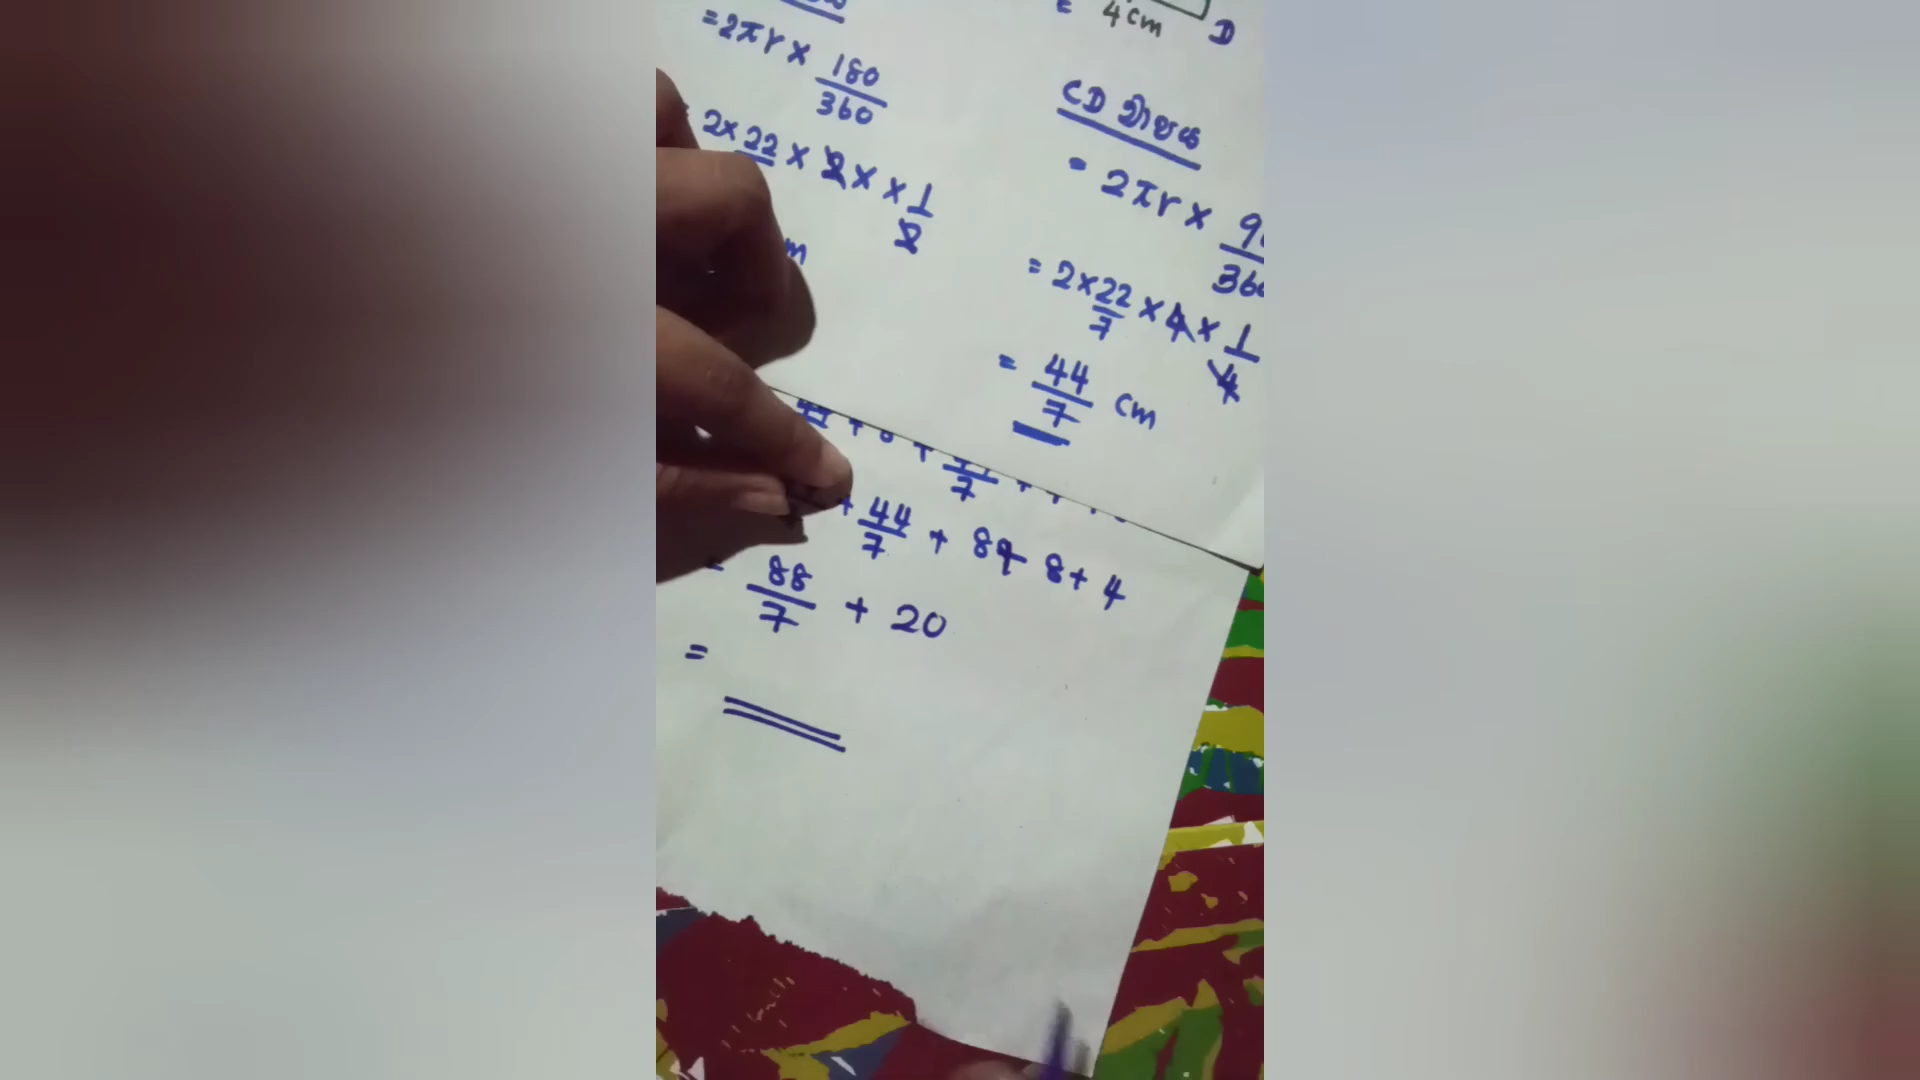 = 2πr × 180/360
2 × 22 × 2 × × 1/2
m
4 cm D
CD චාපය
= 2πr × 9/360
= 2 × 22/7 × 4 × 1/4
= 44/7 cm
+ 44/7 + 8 + 8 + 4
= 88/7 + 20
=